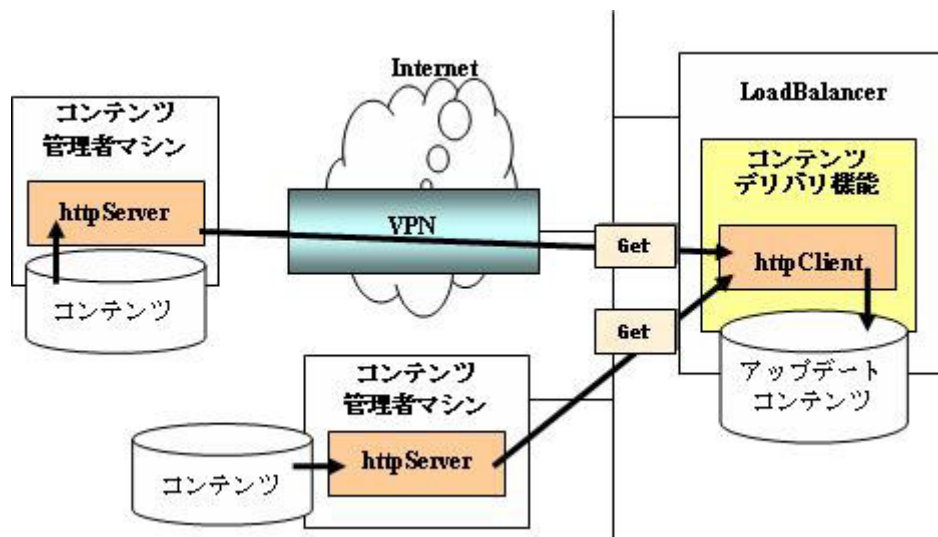 Internet
コンテンツ
管理者マシン
httpServer
コンテンツ
VPN
Get
Get
LoadBalancer
コンテンツ
デリバリ機能
httpClient
アップデート
コンテンツ
コンテンツ
管理者マシン
httpServer
コンテンツ